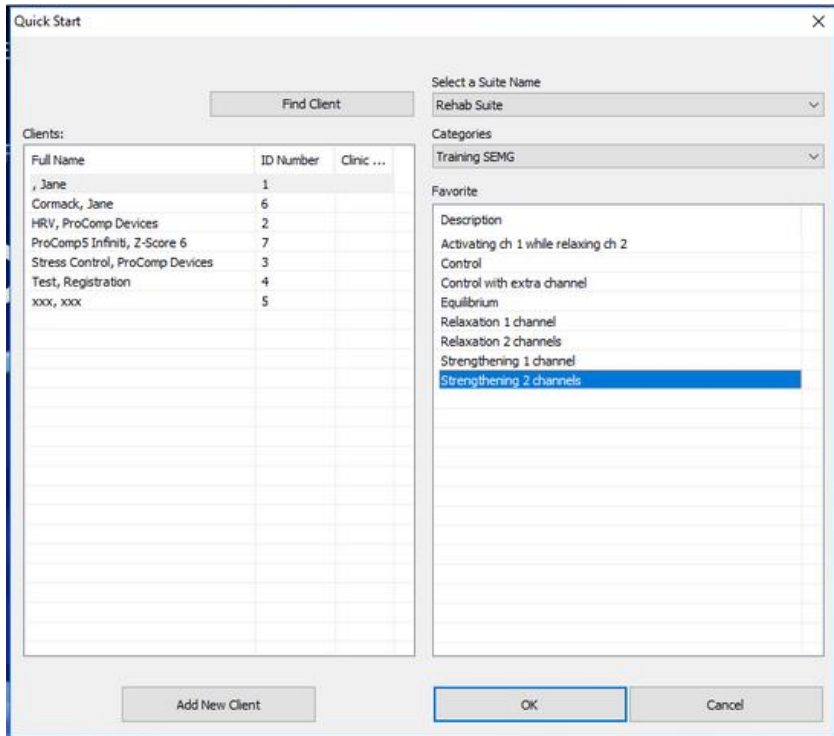 Quick Start
Find Client
Clients:
Full Name ID Number Clinic ...
, Jane 1
Cormack, Jane 6
HRV, ProComp Devices 2
ProComp5 Infiniti, Z-Score 6 7
Stress Control, ProComp Devices 3
Test, Registration 4
xxx, xxx 5
Add New Client
Select a Suite Name
Rehab Suite
Categories
Training SEMG
Favorite
Description
Activating ch 1 while relaxing ch 2
Control
Control with extra channel
Equilibrium
Relaxation 1 channel
Relaxation 2 channels
Strengthening 1 channel
Strengthening 2 channels
OK
Cancel